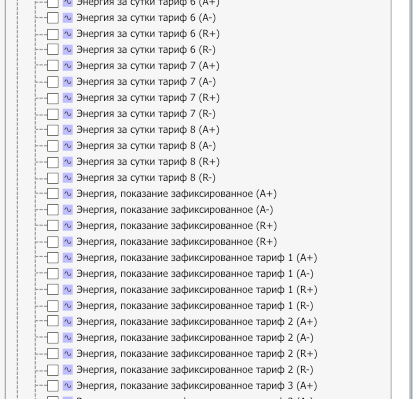 Энергия за сутки тариф 6 (A+)
Энергия за сутки тариф 6 (A-)
Энергия за сутки тариф 6 (R+)
Энергия за сутки тариф 6 (R-)
Энергия за сутки тариф 7 (A+)
Энергия за сутки тариф 7 (A-)
Энергия за сутки тариф 7 (R+)
Энергия за сутки тариф 7 (R-)
Энергия за сутки тариф 8 (A+)
Энергия за сутки тариф 8 (A-)
Энергия за сутки тариф 8 (R+)
Энергия за сутки тариф 8 (R-)
Энергия, показание зафиксированное (A+)
Энергия, показание зафиксированное (A-)
Энергия, показание зафиксированное (R+)
Энергия, показание зафиксированное (R+)
Энергия, показание зафиксированное тариф 1 (A+)
Энергия, показание зафиксированное тариф 1 (A-)
Энергия, показание зафиксированное тариф 1 (R+)
Энергия, показание зафиксированное тариф 1 (R-)
Энергия, показание зафиксированное тариф 2 (A+)
Энергия, показание зафиксированное тариф 2 (A-)
Энергия, показание зафиксированное тариф 2 (R+)
Энергия, показание зафиксированное тариф 2 (R-)
Энергия, показание зафиксированное тариф 3 (A+)